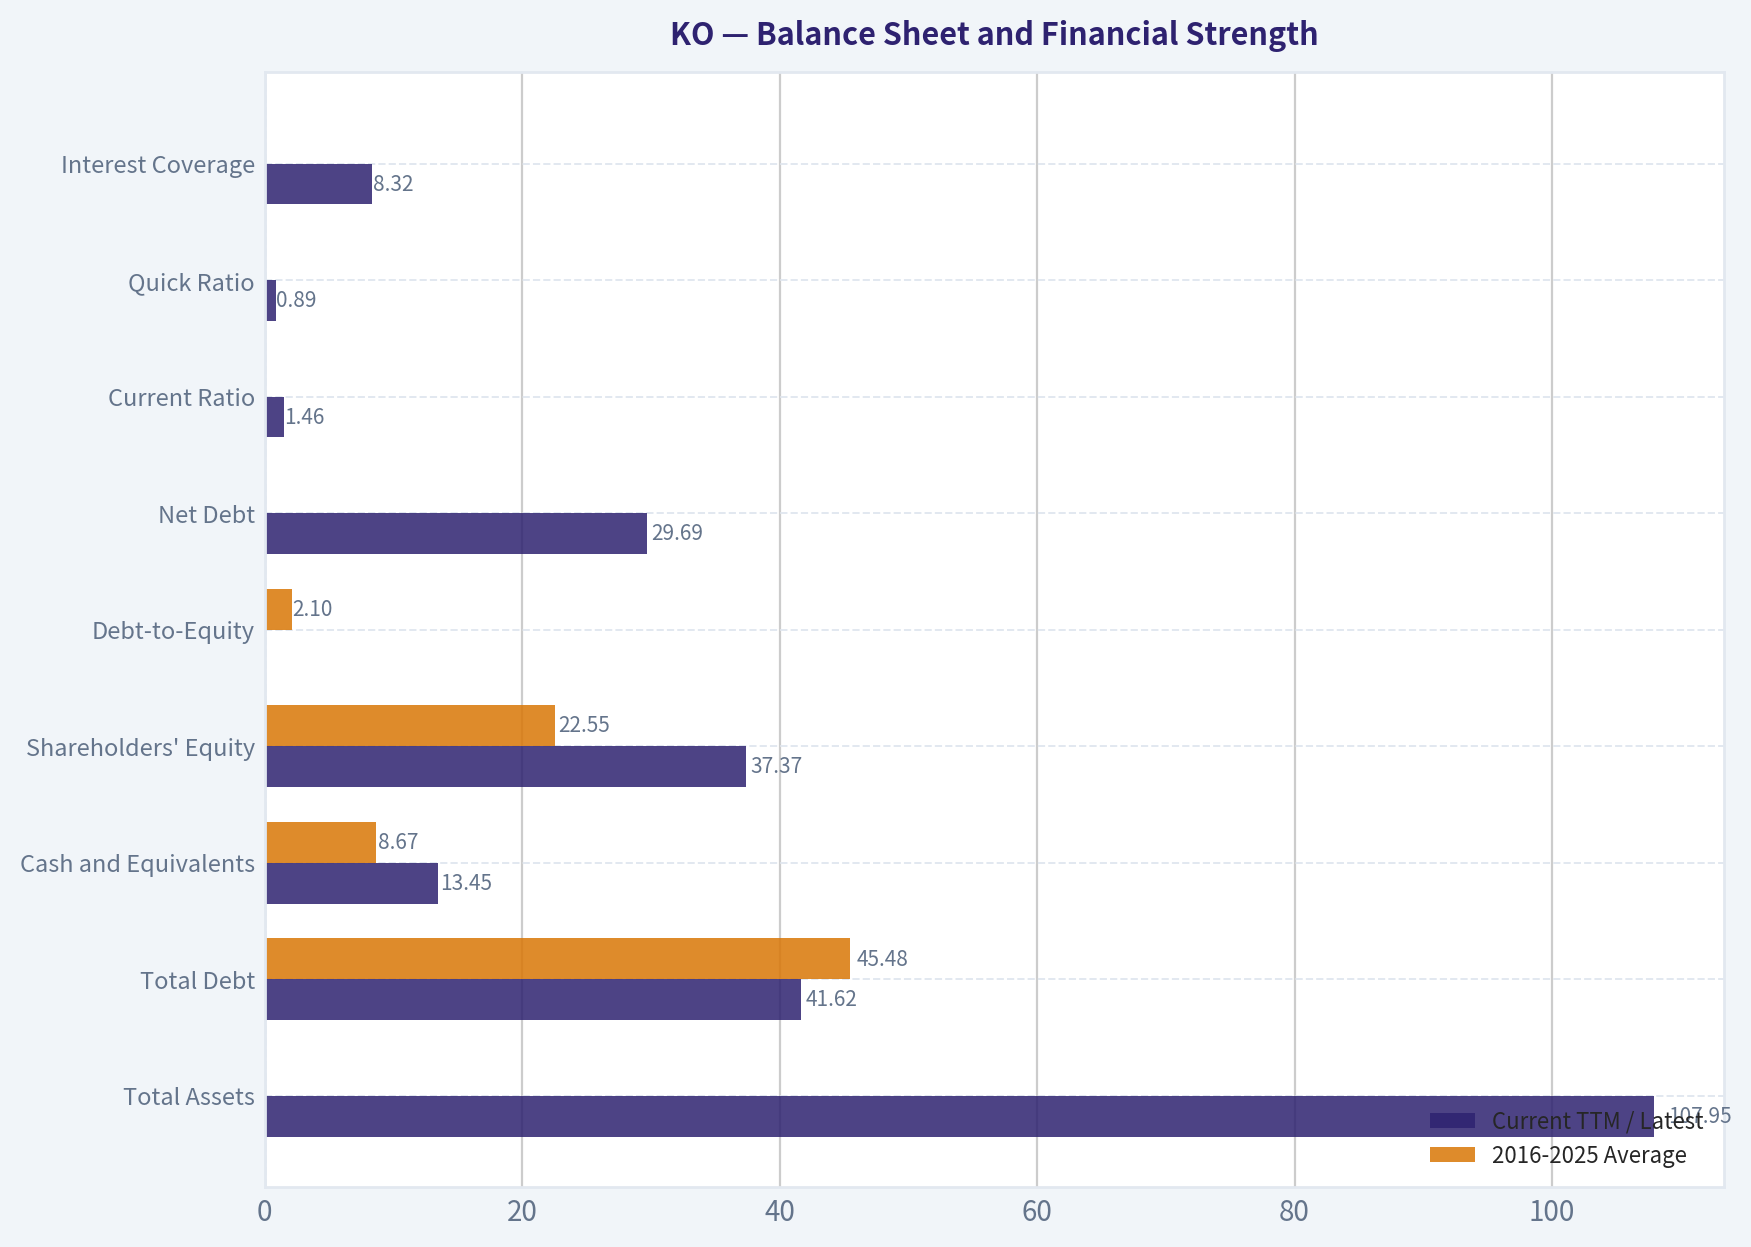 KO — Balance Sheet and Financial Strength
Interest Coverage
8.32
Quick Ratio
0.89
Current Ratio
1.46
Net Debt
29.69
Debt-to-Equity
2.10
Shareholders' Equity
22.55
37.37
Cash and Equivalents
8.67
13.45
Total Debt
45.48
41.62
Total Assets
107.95
Current TTM / Latest
2016-2025 Average
0 20 40 60 80 100